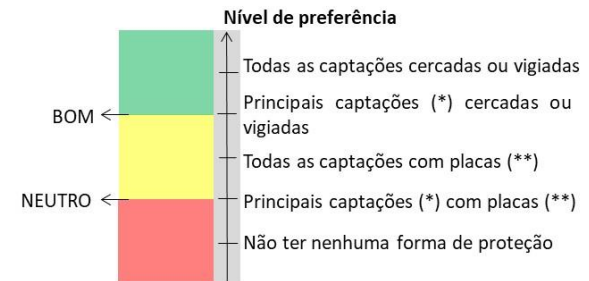 Nível de preferência
Todas as captações cercadas ou vigiadas
Principais captações (*) cercadas ou
vigiadas
BOM
Todas as captações com placas (**)
NEUTRO
Principais captações (*) com placas (**)
Não ter nenhuma forma de proteção